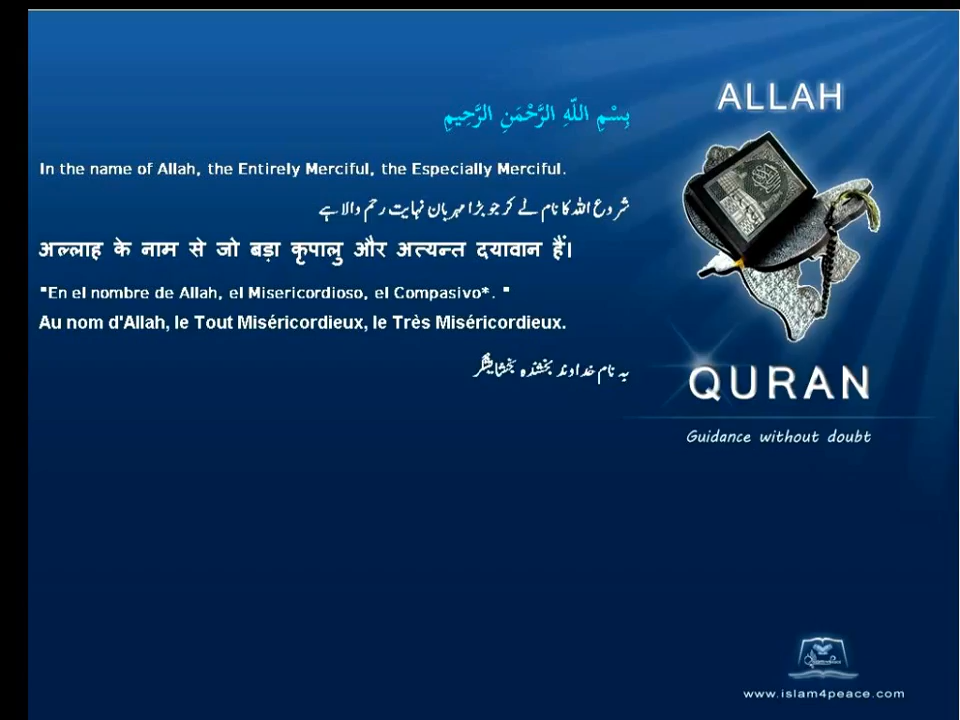 بِسْمِ اللَّهِ الرَّحْمَنِ الرَّحِيمِ
In the name of Allah, the Entirely Merciful, the Especially Merciful.
شروع الله کا نام لے کر جو بڑا مہربان نہایت رحم والا ہے
अल्लाह के नाम से जो बड़ा कृपालु और अत्यन्त दयावान हैं।
"En el nombre de Allah, el Misericordioso, el Compasivo*. "
Au nom d'Allah, le Tout Miséricordieux, le Très Miséricordieux.
به نام خداوند بخشنده بخشایشگر
ALLAH
QURAN
Guidance without doubt
www.islam4peace.com